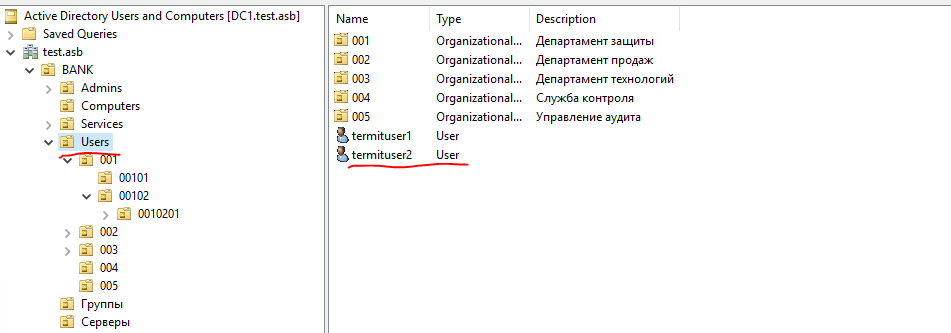 Active Directory Users and Computers [DC1.test.asb]
Saved Queries
test.asb
BANK
Admins
Computers
Services
Users
001
00101
00102
0010201
002
003
004
005
Группы
Серверы
Name Type Description
001 Organizational... Департамент защиты
002 Organizational... Департамент продаж
003 Organizational... Департамент технологий
004 Organizational... Служба контроля
005 Organizational... Управление аудита
termituser1 User
termituser2 User